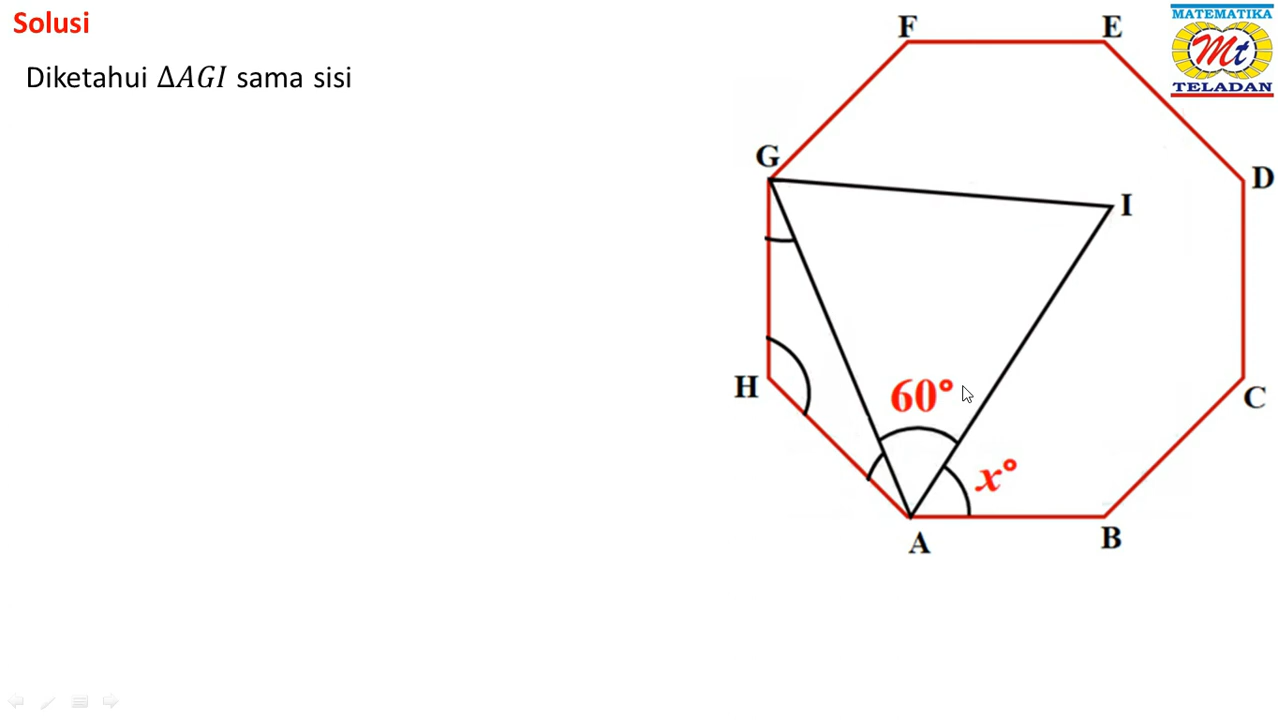 Solusi
Diketahui ΔAGI sama sisi
MATEMATIKA
Mt
TELADAN
F
E
G
D
I
H
60°
C
x°
A
B